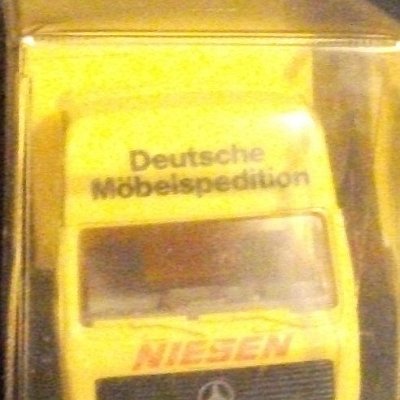 Deutsche
Möbelspedition
NIESEN